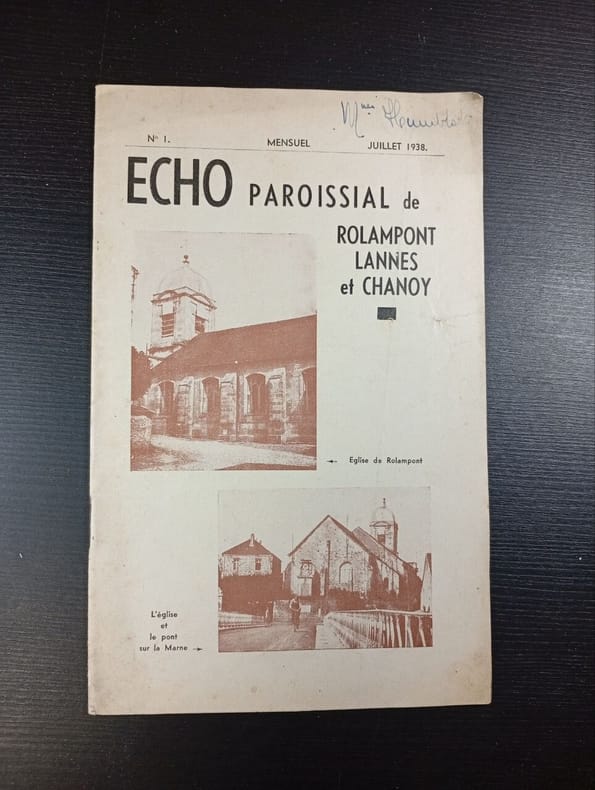 Mmes
N° 1.
MENSUEL
JUILLET 1938.
ECHO PAROISSIAL de
ROLAMPONT
LANNES
et CHANOY
← Eglise de Rolampont
L'église
et
le pont
sur la Marne →